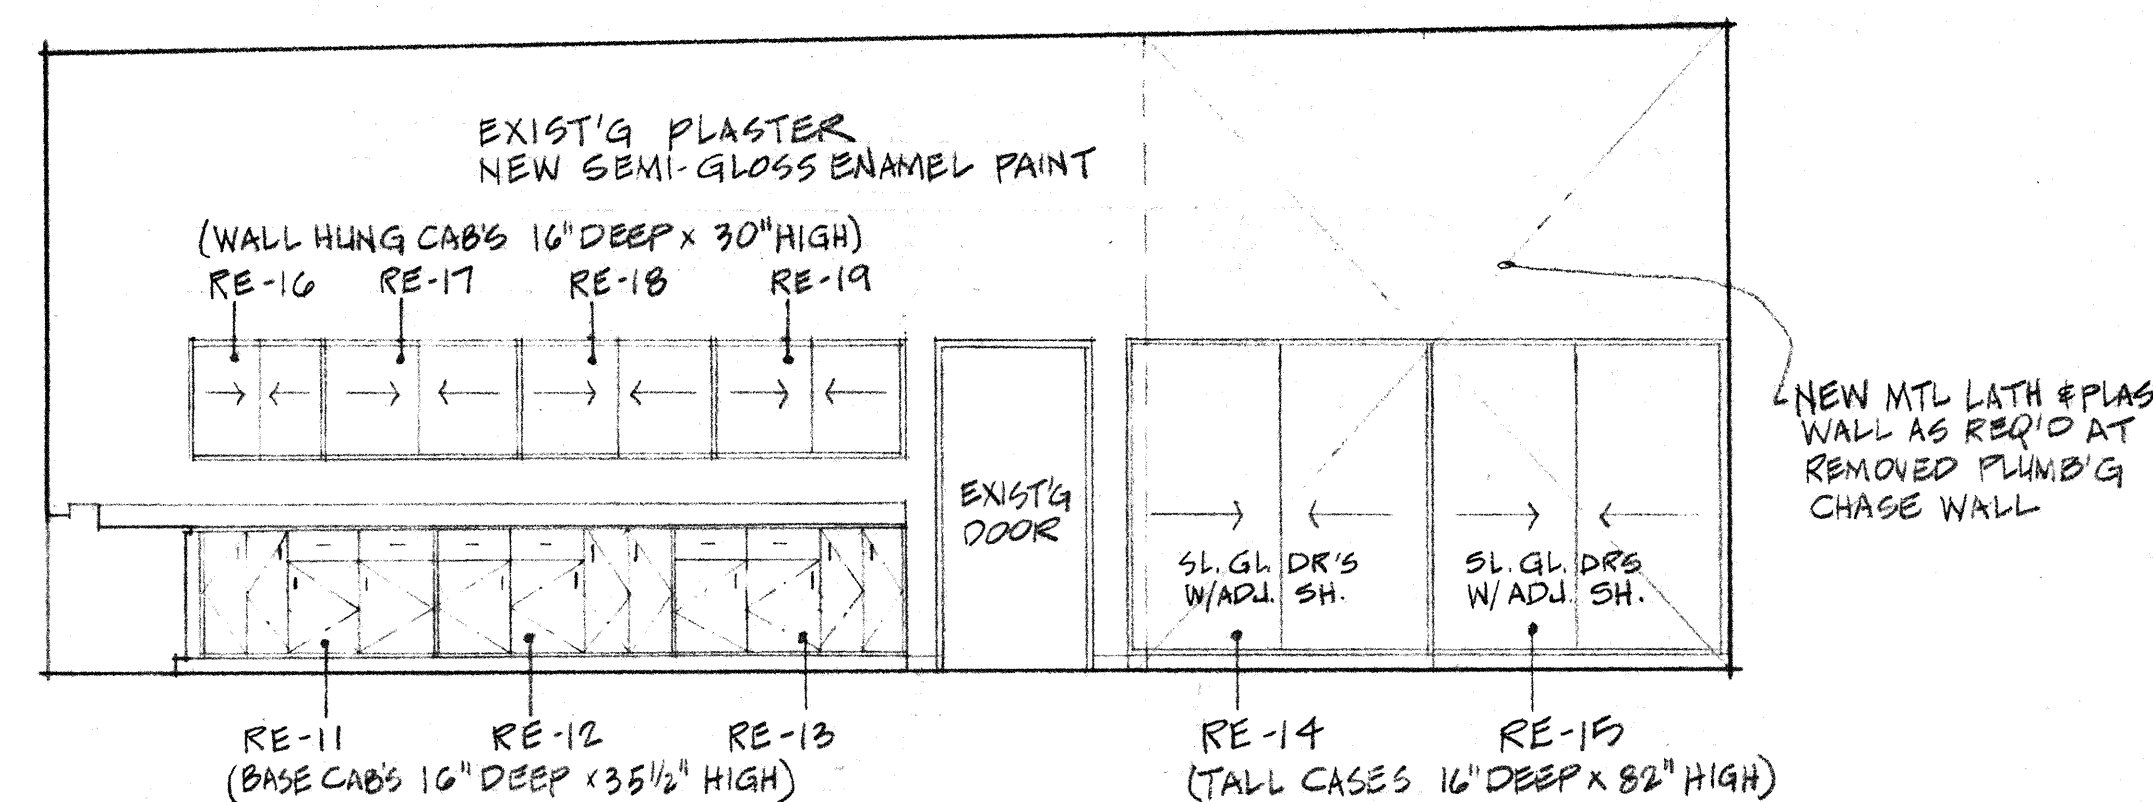 EXIST'G PLASTER
NEW SEMI-GLOSS ENAMEL PAINT
(WALL HUNG CAB'S 16" DEEP x 30" HIGH)
RE-16 RE-17 RE-18 RE-19
NEW MTL LATH & PLAS
WALL AS REQ'D AT
REMOVED PLUMB'G
CHASE WALL
EXIST'G
DOOR
SL. GL. DR'S
W/ADJ. SH.
SL. GL. DRS
W/ADJ. SH.
RE-11 RE-12 RE-13
(BASE CAB'S 16" DEEP x 35 1/2" HIGH)
RE-14 RE-15
(TALL CASES 16" DEEP x 82" HIGH)